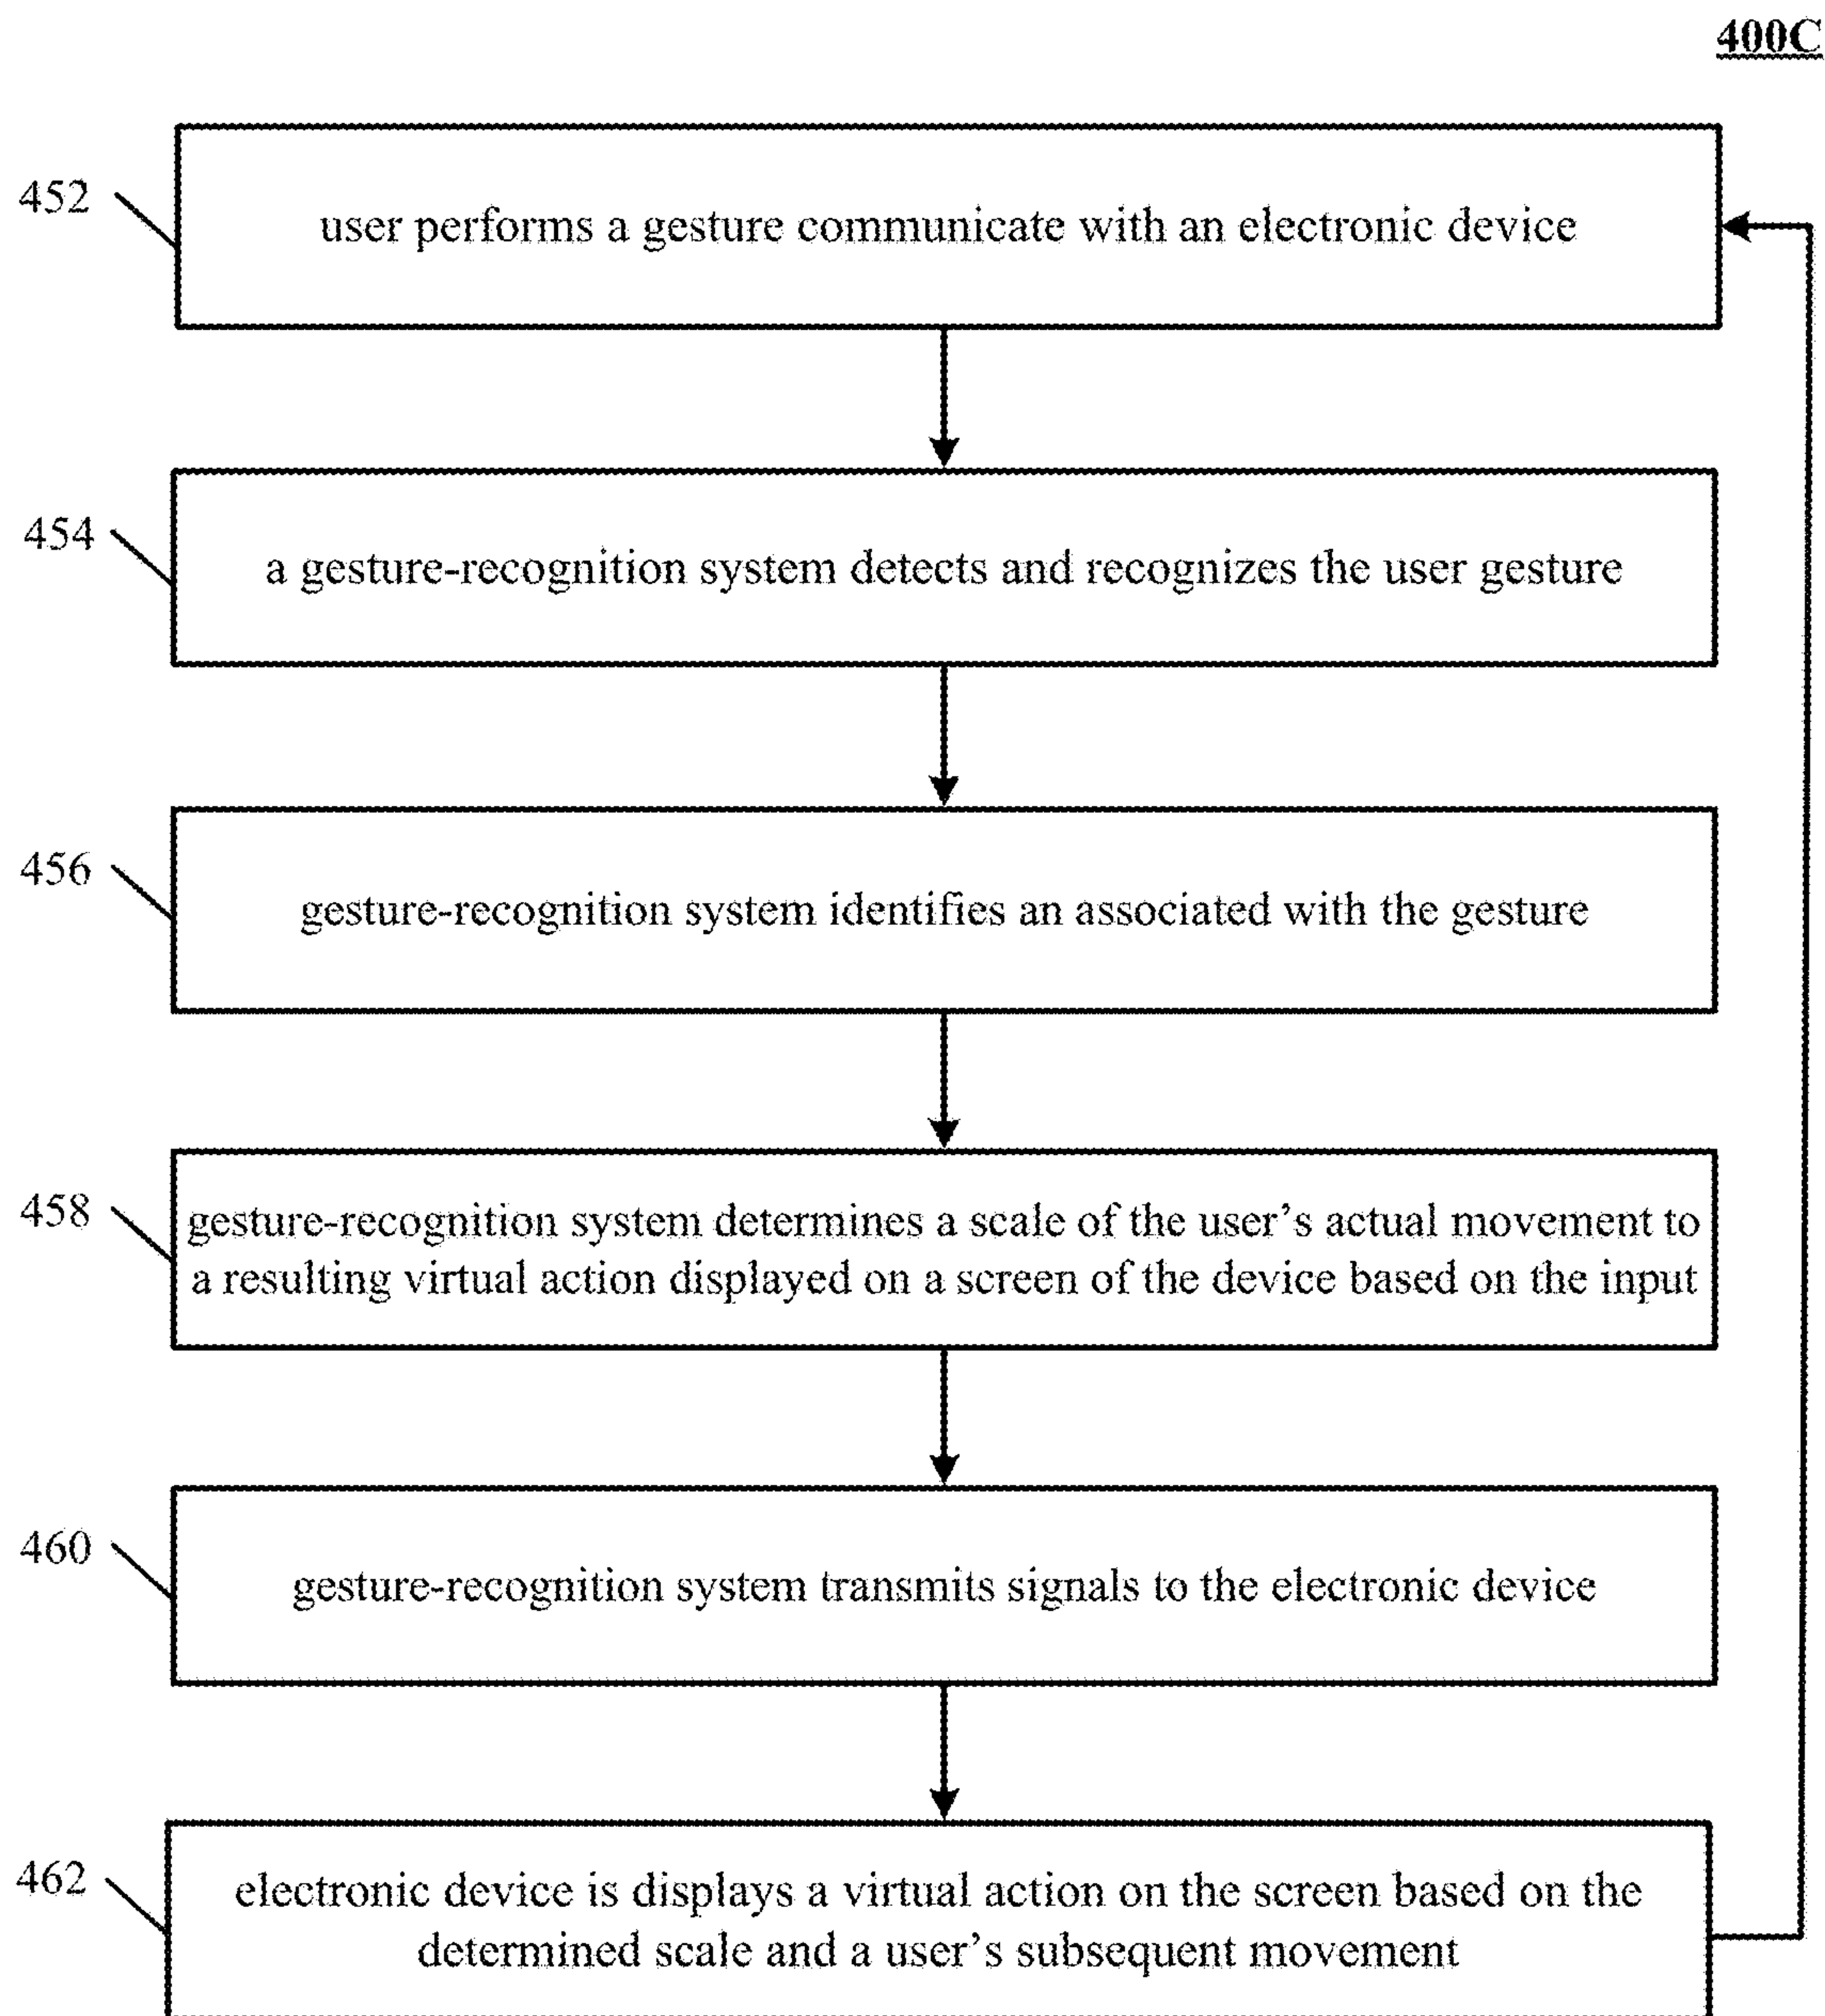 400C
452
user performs a gesture communicate with an electronic device
454
a gesture-recognition system detects and recognizes the user gesture
456
gesture-recognition system identifies an associated with the gesture
458
gesture-recognition system determines a scale of the user's actual movement to
a resulting virtual action displayed on a screen of the device based on the input
460
gesture-recognition system transmits signals to the electronic device
462
electronic device is displays a virtual action on the screen based on the
determined scale and a user's subsequent movement